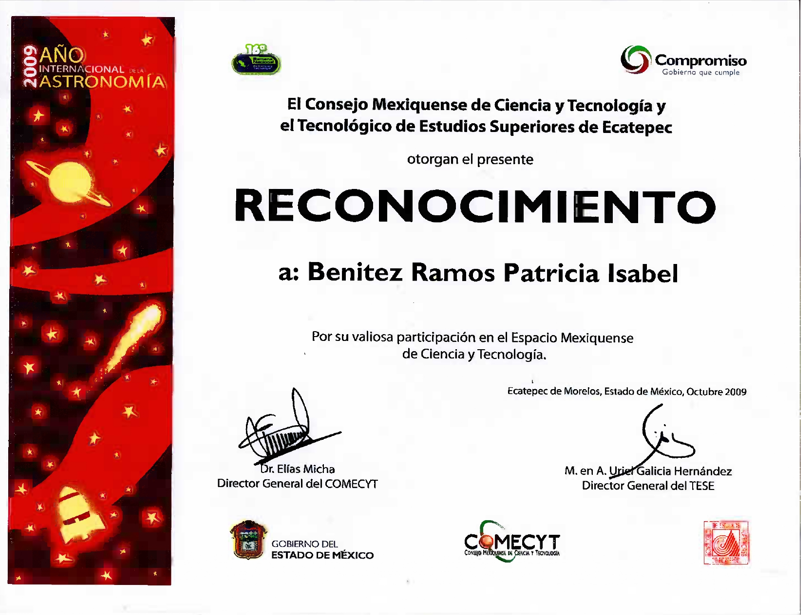 2009 AÑO
INTERNACIONAL DE LA
ASTRONOMÍA
16º
Compromiso
Gobierno que cumple
El Consejo Mexiquense de Ciencia y Tecnología y
el Tecnológico de Estudios Superiores de Ecatepec
otorgan el presente
RECONOCIMIENTO
a: Benitez Ramos Patricia Isabel
Por su valiosa participación en el Espacio Mexiquense
de Ciencia y Tecnología.
Ecatepec de Morelos, Estado de México, Octubre 2009
Dr. Elías Micha
Director General del COMECYT
M. en A. Uriel Galicia Hernández
Director General del TESE
GOBIERNO DEL
ESTADO DE MÉXICO
COMECYT
CONSEJO MEXIQUENSE DE CIENCIA Y TECNOLOGÍA